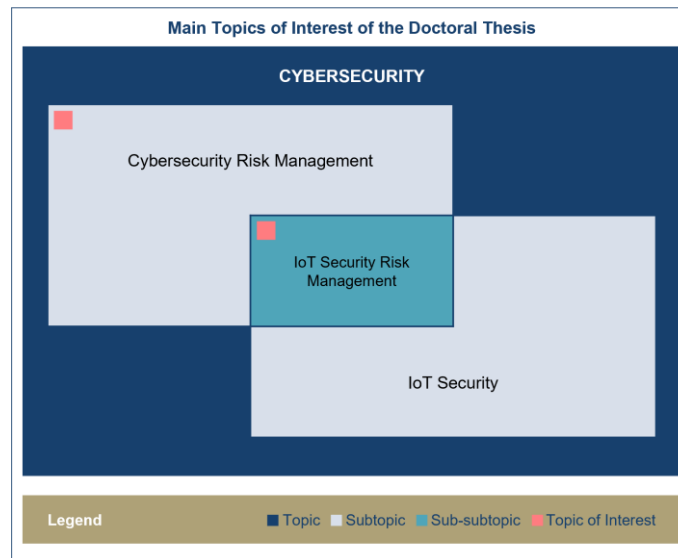 Main Topics of Interest of the Doctoral Thesis
CYBERSECURITY
Cybersecurity Risk Management
IoT Security Risk
Management
IoT Security
Legend
Topic
Subtopic
Sub-subtopic
Topic of Interest